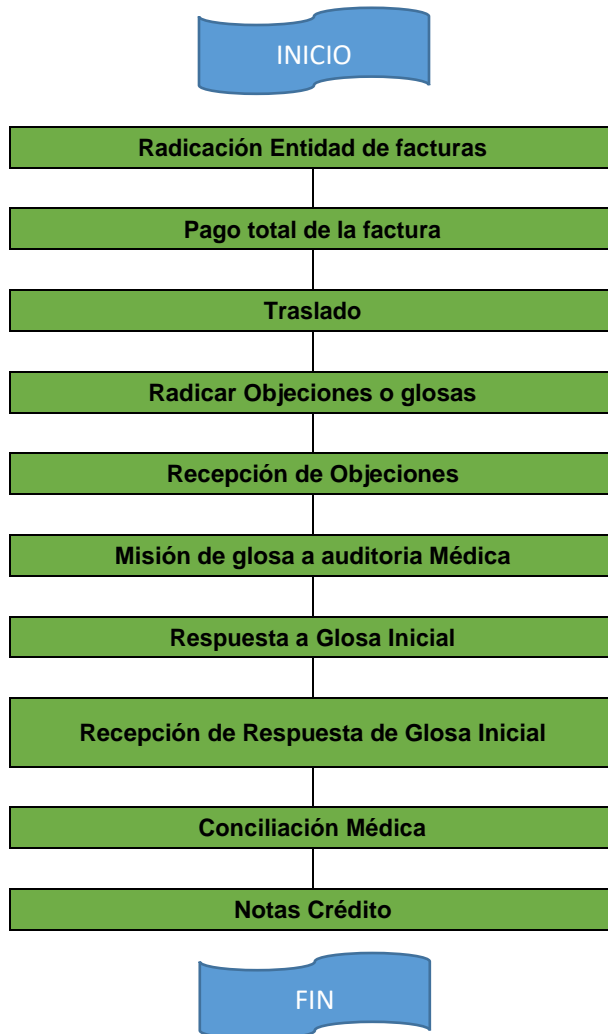 INICIO
Radicación Entidad de facturas
Pago total de la factura
Traslado
Radicar Objeciones o glosas
Recepción de Objeciones
Misión de glosa a auditoria Médica
Respuesta a Glosa Inicial
Recepción de Respuesta de Glosa Inicial
Conciliación Médica
Notas Crédito
FIN